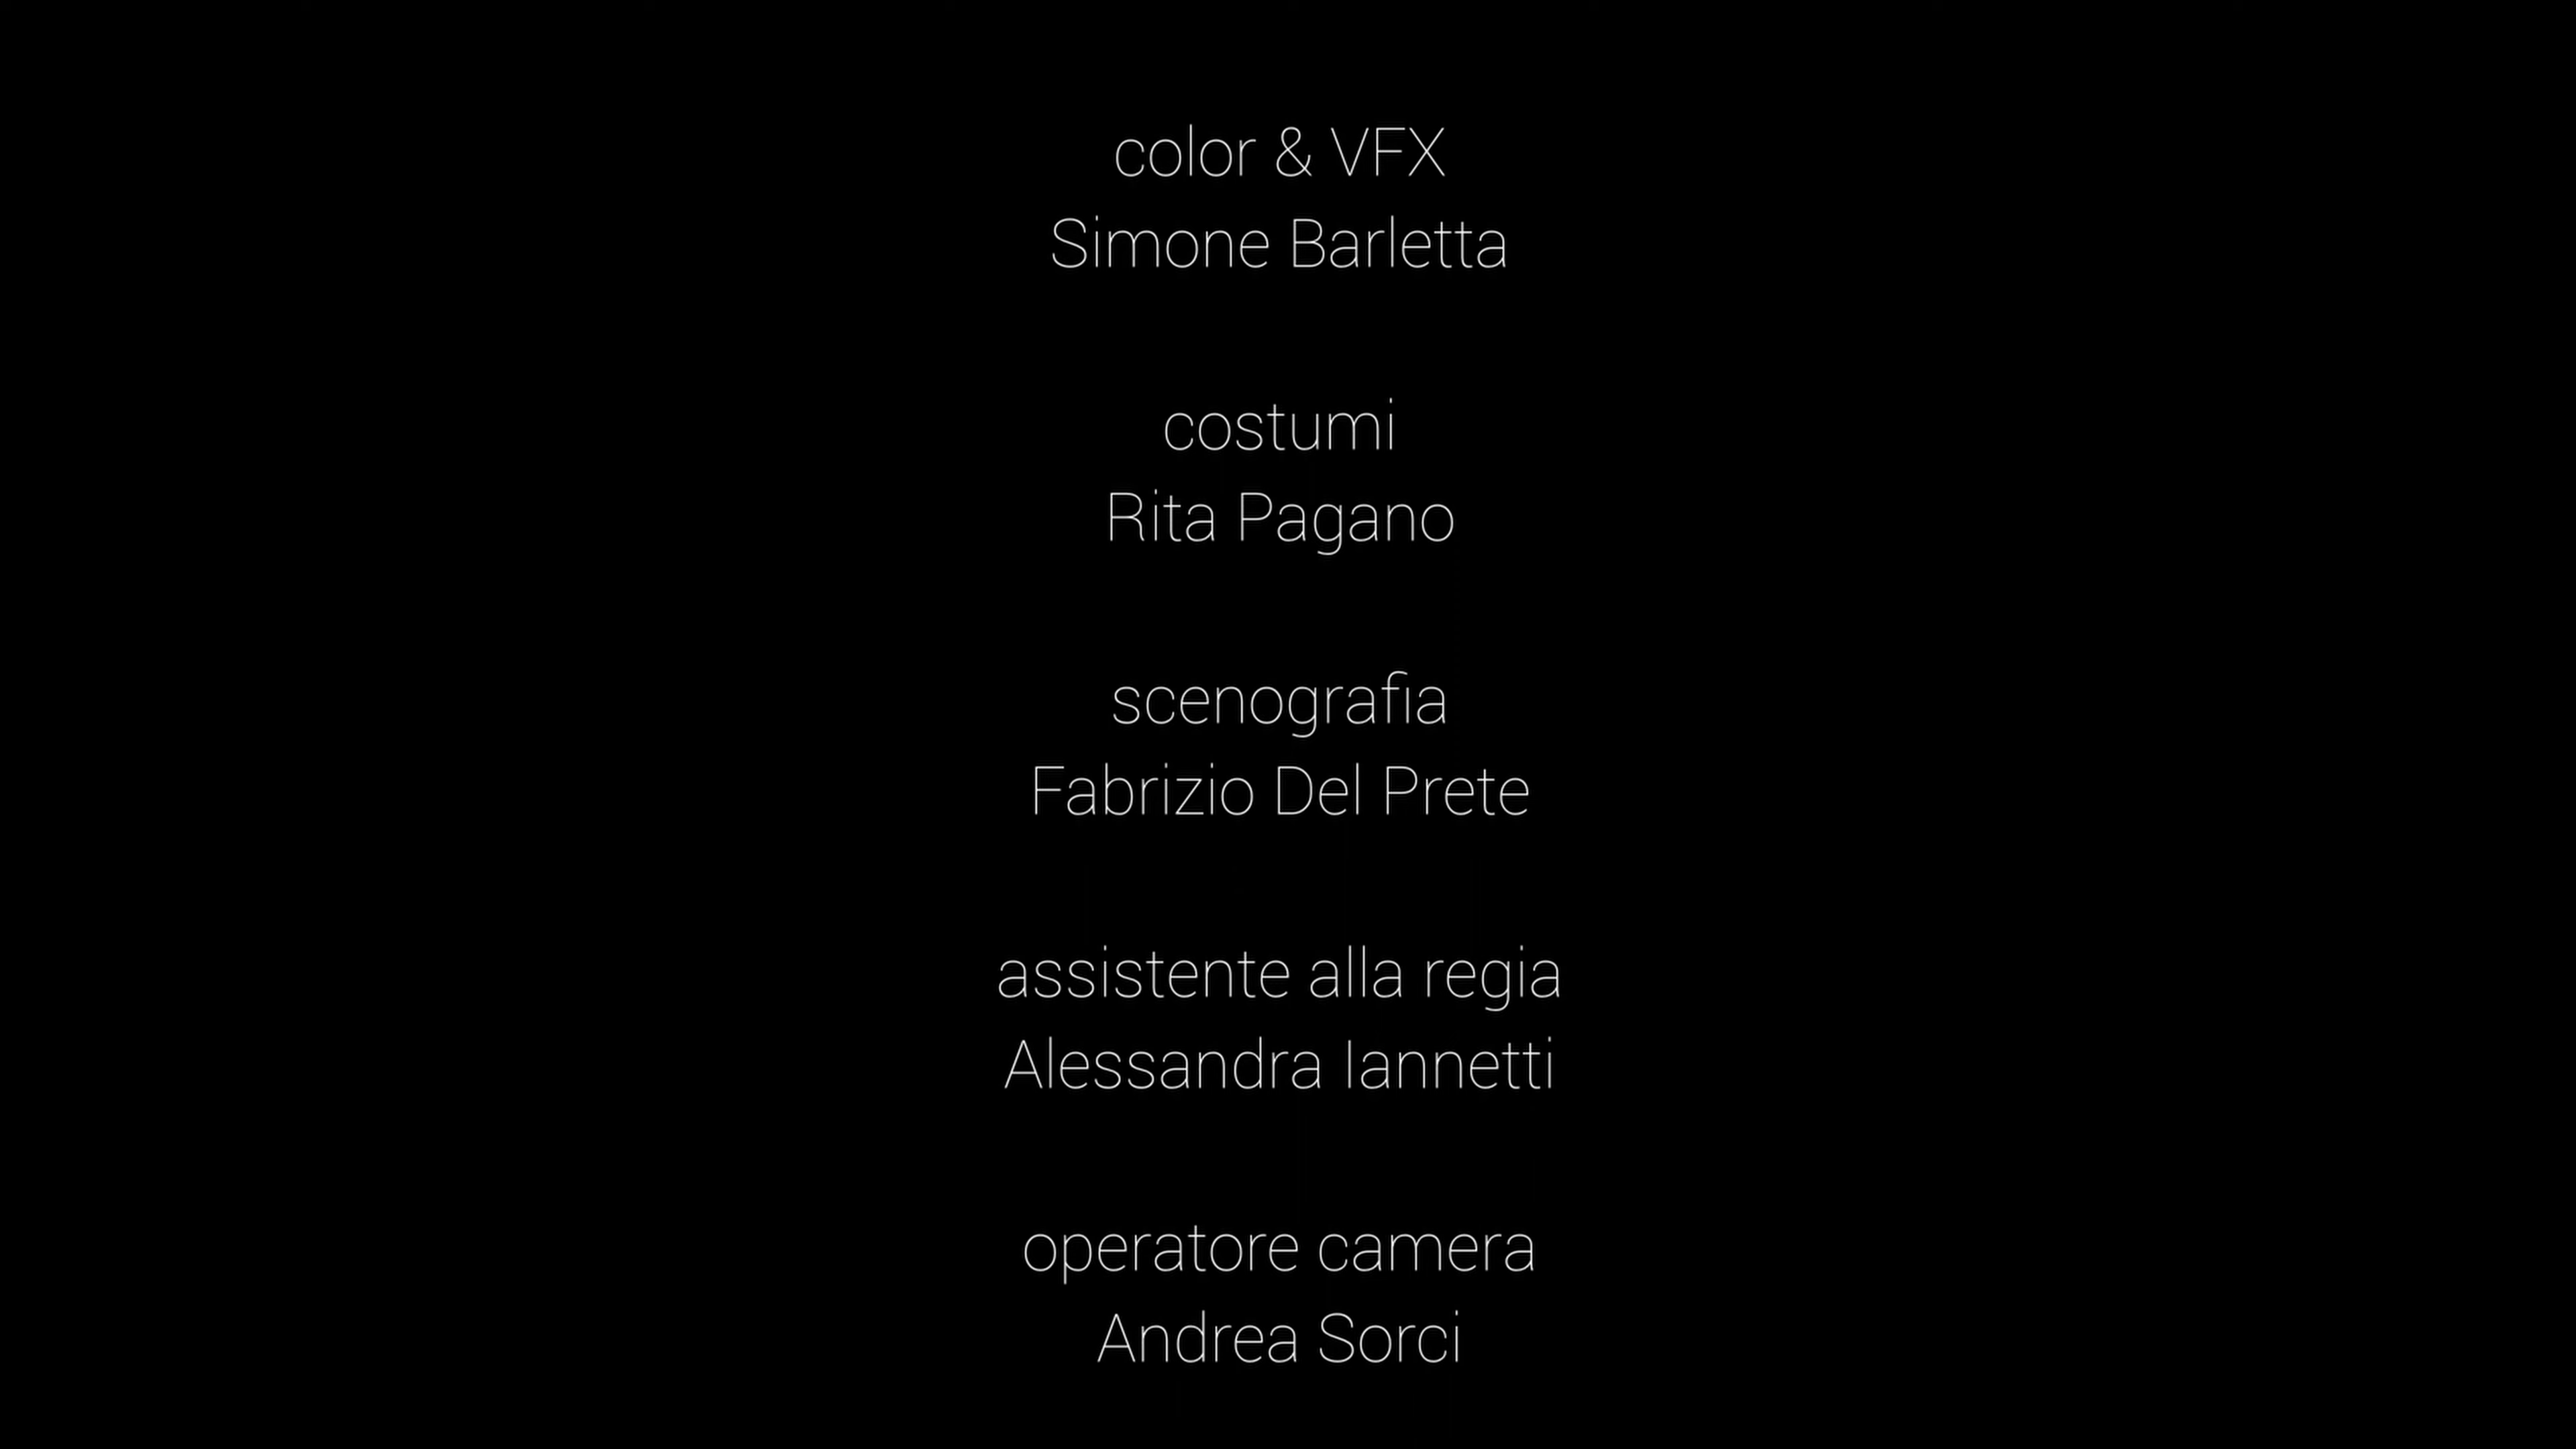 color & VFX
Simone Barletta
costumi
Rita Pagano
scenografia
Fabrizio Del Prete
assistente alla regia
Alessandra Iannetti
operatore camera
Andrea Sorci